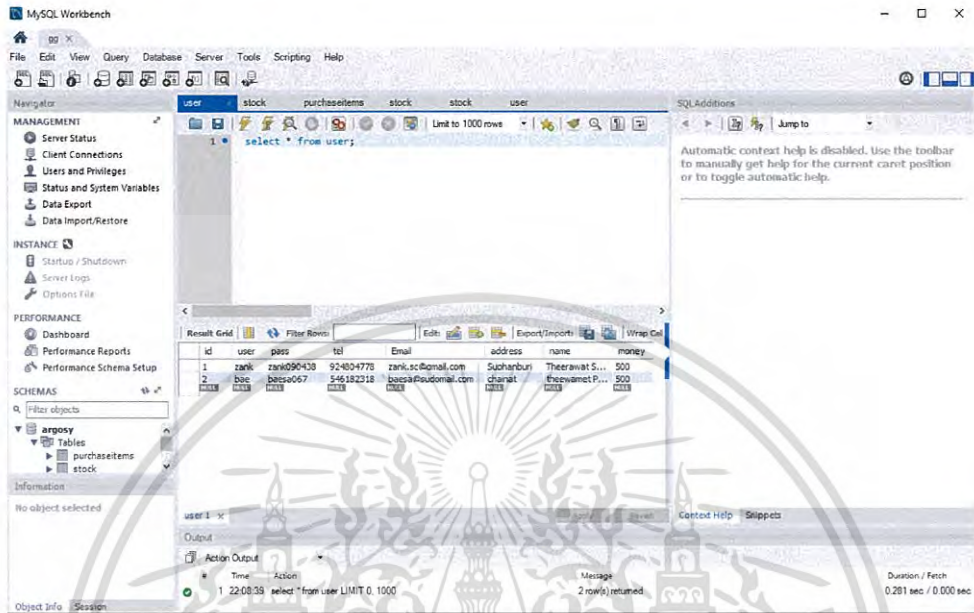 MySQL Workbench
gg
File Edit View Query Database Server Tools Scripting Help
Navigator
MANAGEMENT
Server Status
Client Connections
Users and Privileges
Status and System Variables
Data Export
Data Import/Restore
INSTANCE
Startup / Shutdown
Server Logs
Options File
PERFORMANCE
Dashboard
Performance Reports
Performance Schema Setup
SCHEMAS
Filter objects
argosy
Tables
purchaseitems
stock
Information
No object selected
Object Info Session
user stock purchaseitems stock stock user
Limit to 1000 rows
1 select * from user;
Result Grid Filter Rows: Edit: Export/Import: Wrap Cel
id user pass tel Email address name money
1 zank zank090438 924804778 zank.sc@gmail.com Suphanburi Theerawat S... 500
2 bae baesa067 546182318 baesa@sudomail.com chainat theewamet P... 500
NULL NULL NULL NULL NULL NULL NULL NULL
user 1 Apply Revert
Output
Action Output
# Time Action Message Duration / Fetch
1 22:08:39 select * from user LIMIT 0, 1000 2 row(s) returned 0.281 sec / 0.000 sec
SQLAdditions
Jump to
Automatic context help is disabled. Use the toolbar
to manually get help for the current caret position
or to toggle automatic help.
Context Help Snippets